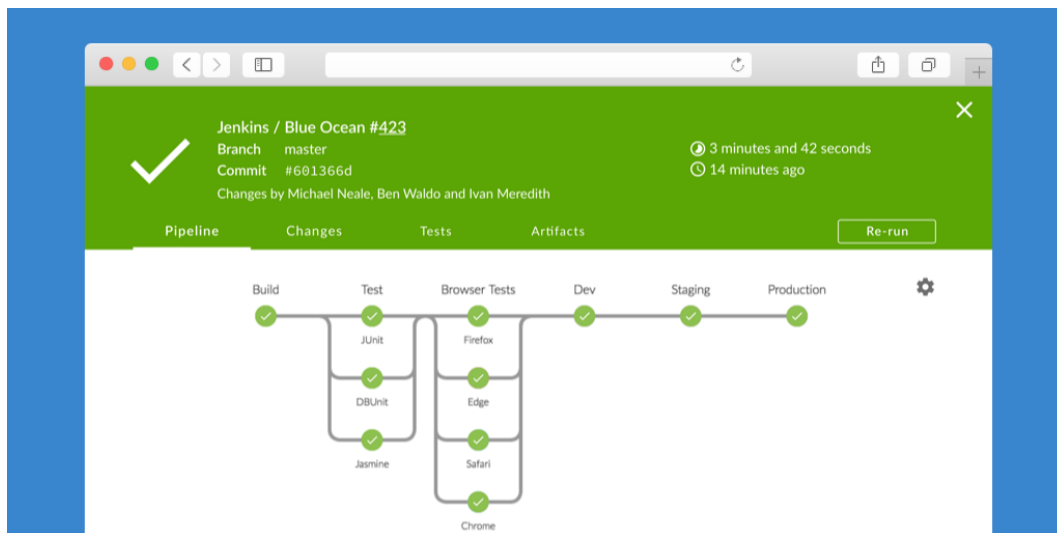 Jenkins / Blue Ocean #423
Branch master
Commit #601366d
Changes by Michael Neale, Ben Waldo and Ivan Meredith
3 minutes and 42 seconds
14 minutes ago
Pipeline Changes Tests Artifacts Re-run
Build Test Browser Tests Dev Staging Production
JUnit Firefox
DBUnit Edge
Jasmine Safari
Chrome